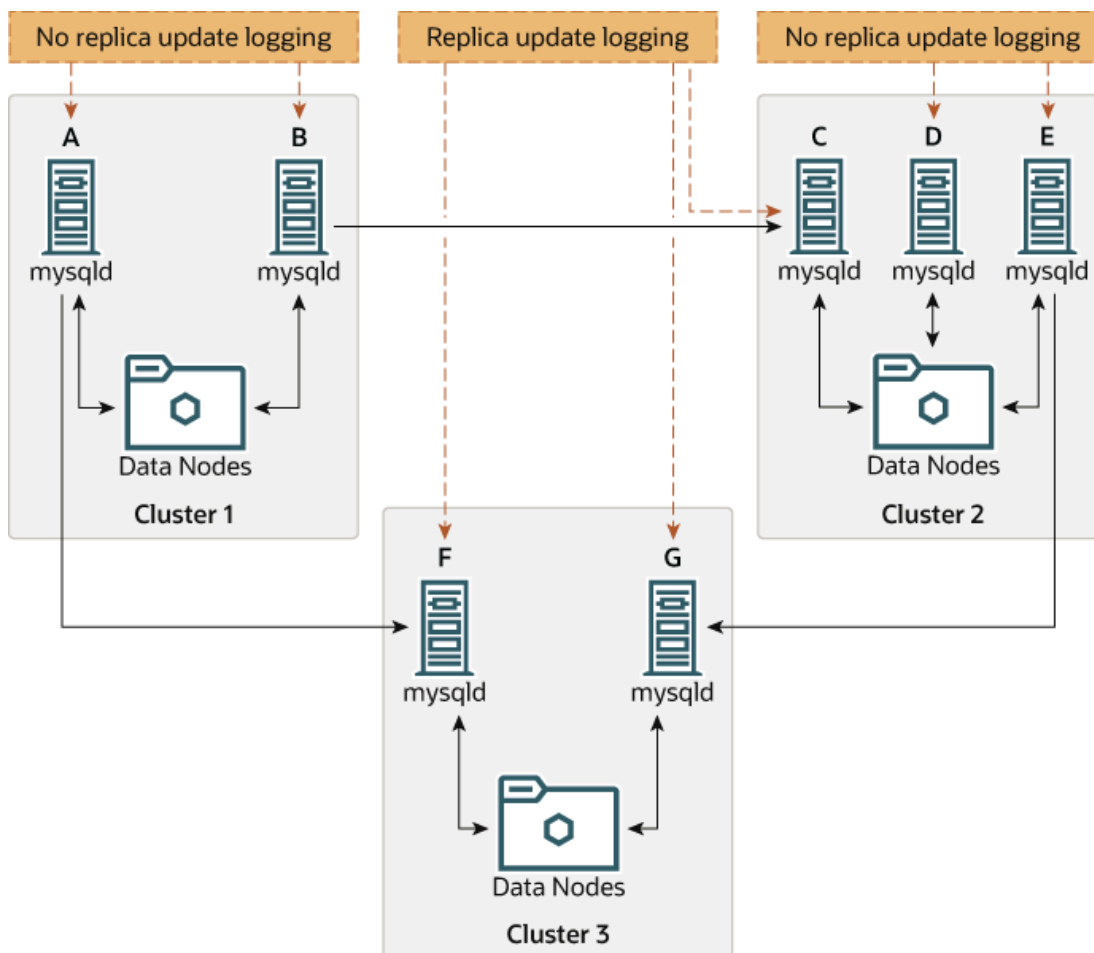 No replica update logging
Replica update logging
No replica update logging
A
B
C
D
E
mysqld
mysqld
mysqld
mysqld
mysqld
Data Nodes
Data Nodes
Cluster 1
Cluster 2
F
G
mysqld
mysqld
Data Nodes
Cluster 3